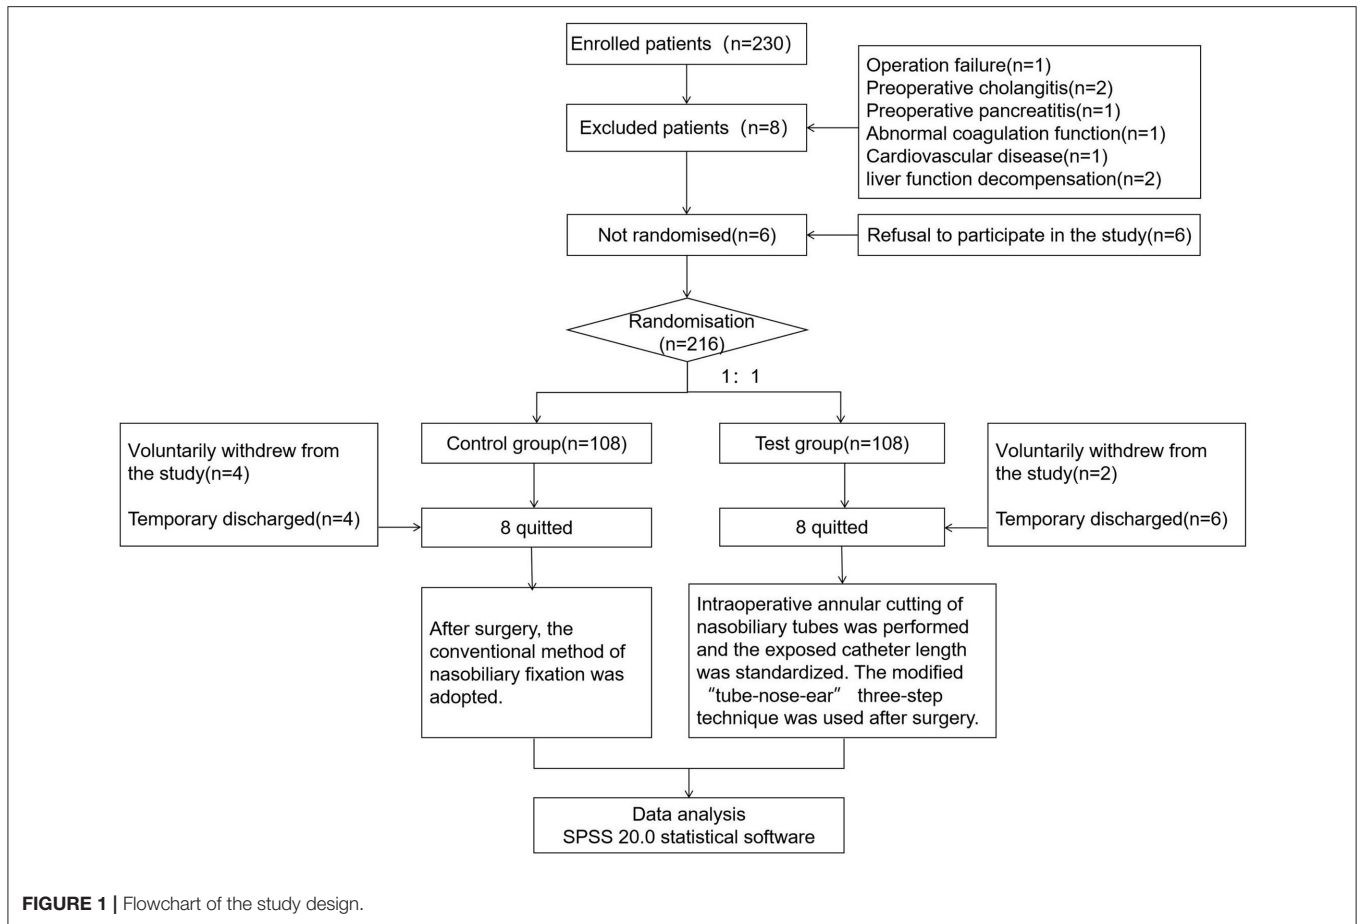 Enrolled patients (n=230)
Operation failure(n=1)
Preoperative cholangitis(n=2)
Preoperative pancreatitis(n=1)
Abnormal coagulation function(n=1)
Cardiovascular disease(n=1)
liver function decompensation(n=2)
Excluded patients (n=8)
Not randomised(n=6)
Refusal to participate in the study(n=6)
Randomisation
(n=216)
1: 1
Control group(n=108)
Test group(n=108)
Voluntarily withdrew from
the study(n=4)
Temporary discharged(n=4)
8 quitted
8 quitted
Voluntarily withdrew from
the study(n=2)
Temporary discharged(n=6)
After surgery, the
conventional method of
nasobiliary fixation was
adopted.
Intraoperative annular cutting of
nasobiliary tubes was performed
and the exposed catheter length
was standardized. The modified
“tube-nose-ear” three-step
technique was used after surgery.
Data analysis
SPSS 20.0 statistical software
FIGURE 1 | Flowchart of the study design.